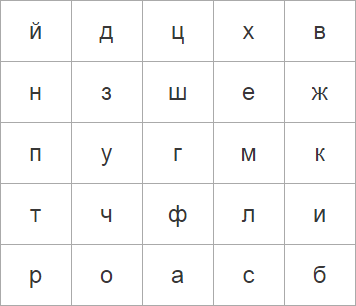 й д ц х в
н з ш е ж
п у г м к
т ч ф л и
р о а с б